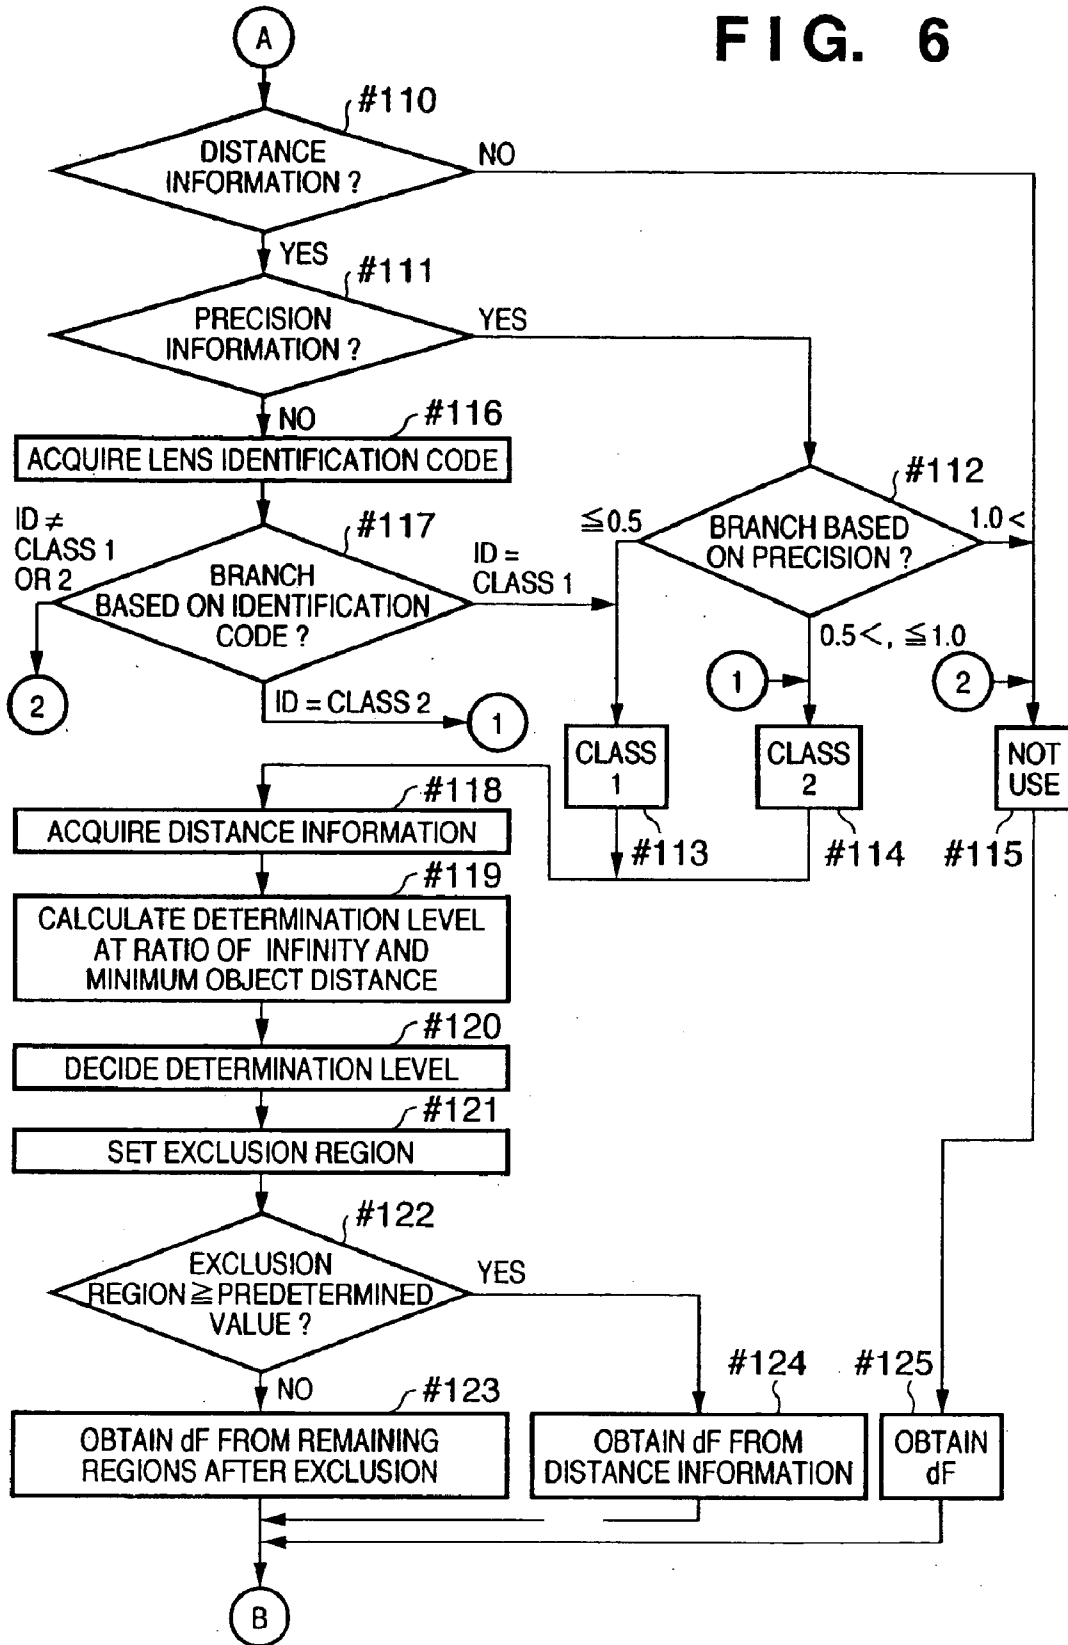 FIG. 6
A
#110
DISTANCE
INFORMATION ?
NO
YES
#111
PRECISION
INFORMATION ?
YES
NO
#116
ACQUIRE LENS IDENTIFICATION CODE
#112
BRANCH BASED
ON PRECISION ?
≦0.5
1.0 <
0.5 <, ≦1.0
ID ≠
CLASS 1
OR 2
#117
BRANCH
BASED ON IDENTIFICATION
CODE ?
ID =
CLASS 1
ID = CLASS 2
2
1
1
2
CLASS
1
#113
CLASS
2
#114
NOT
USE
#115
#118
ACQUIRE DISTANCE INFORMATION
#119
CALCULATE DETERMINATION LEVEL
AT RATIO OF INFINITY AND
MINIMUM OBJECT DISTANCE
#120
DECIDE DETERMINATION LEVEL
#121
SET EXCLUSION REGION
#122
EXCLUSION
REGION ≧ PREDETERMINED
VALUE ?
YES
NO
#123
OBTAIN dF FROM REMAINING
REGIONS AFTER EXCLUSION
#124
OBTAIN dF FROM
DISTANCE INFORMATION
#125
OBTAIN
dF
B